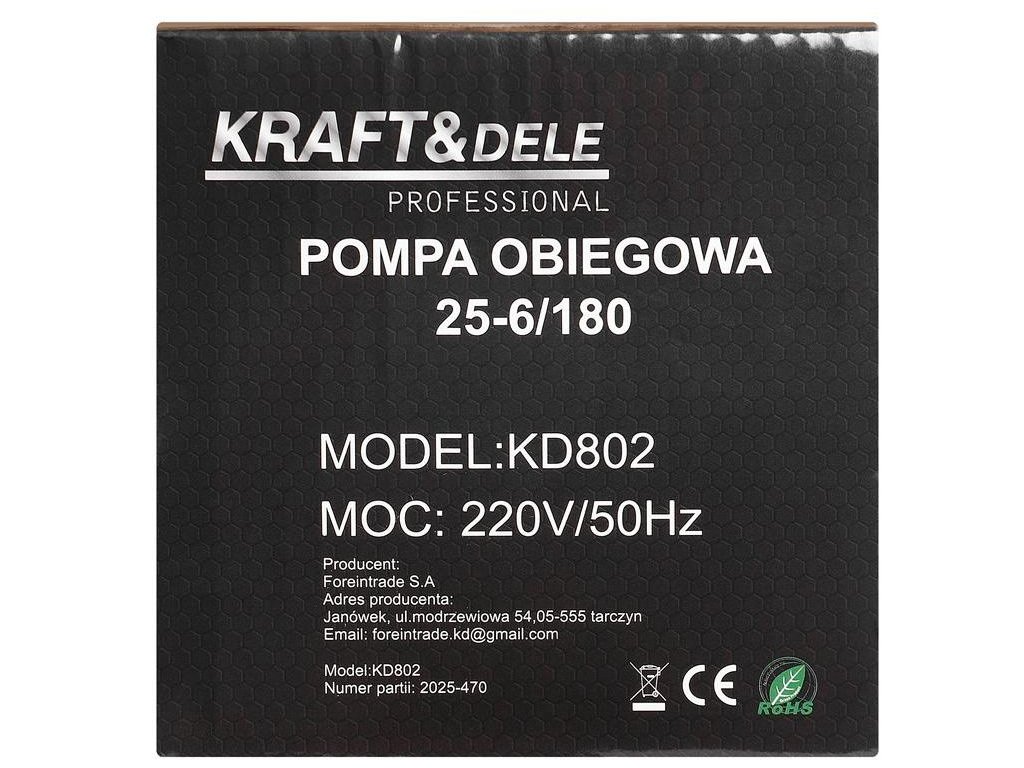 KRAFT&DELE
PROFESSIONAL
POMPA OBIEGOWA
25-6/180
MODEL:KD802
MOC: 220V/50Hz
Producent:
Foreintrade S.A
Adres producenta:
Janówek, ul.modrzewiowa 54,05-555 tarczyn
Email: foreintrade.kd@gmail.com
Model:KD802
Numer partii: 2025-470
CE
RoHS